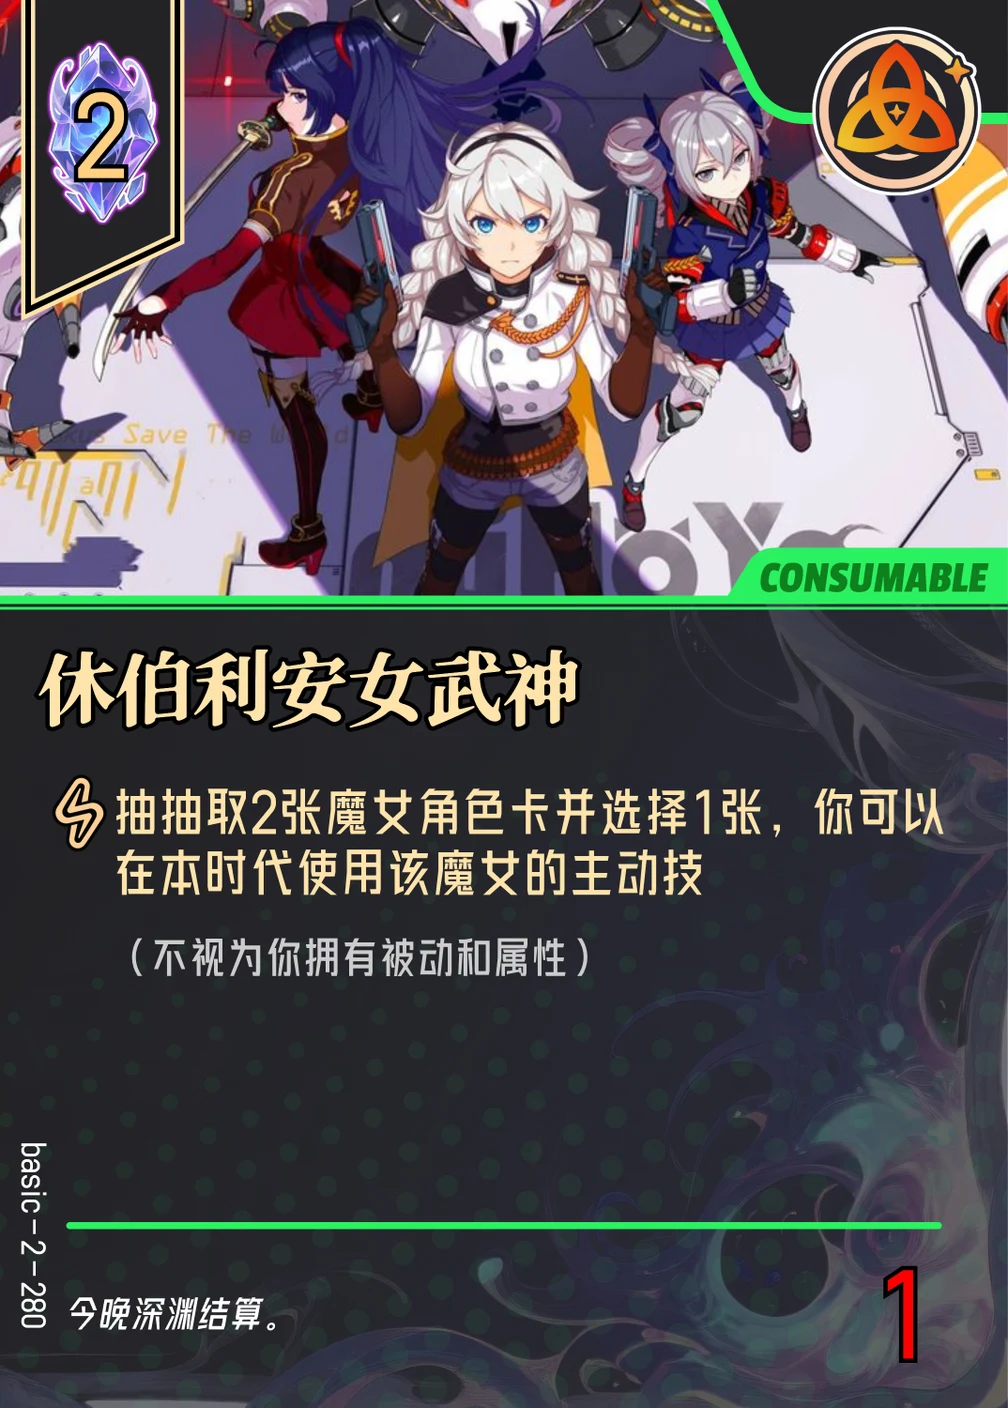 2
Save The World
CONSUMABLE
休伯利安女武神
抽抽取2张魔女角色卡并选择1张，你可以
在本时代使用该魔女的主动技
（不视为你拥有被动和属性）
basic-2-280
今晚深渊结算。
1